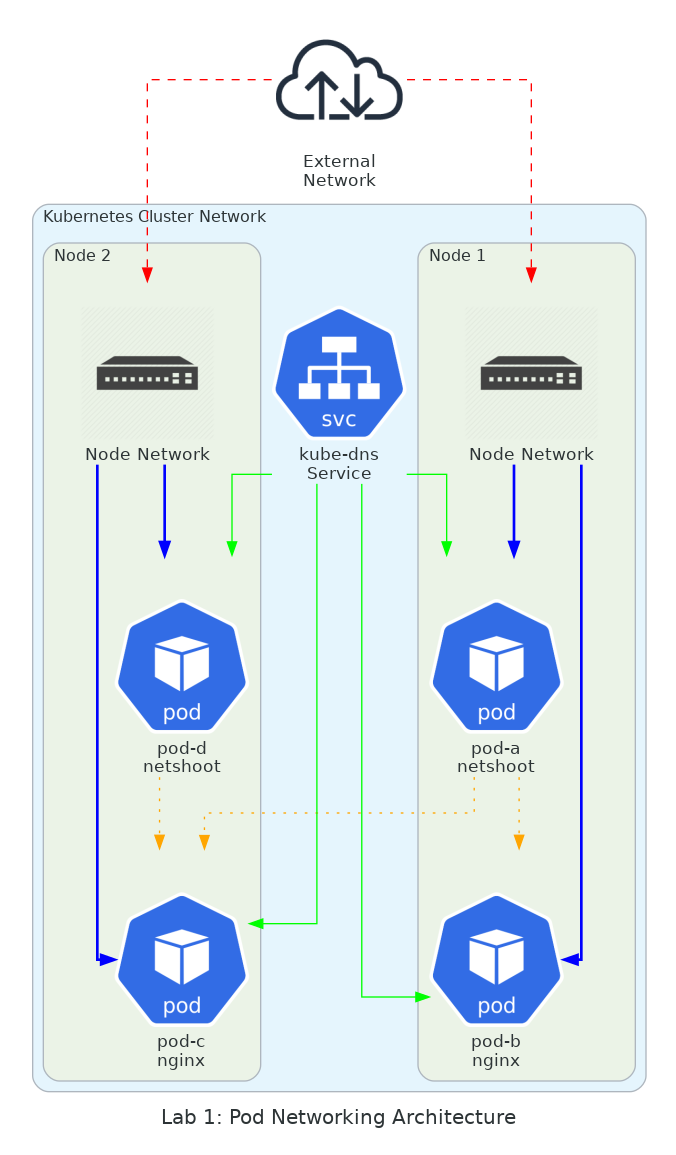 External
Network
Kubernetes Cluster Network
Node 2
Node 1
svc
Node Network
kube-dns
Service
Node Network
pod
pod-d
netshoot
pod
pod-a
netshoot
pod
pod-c
nginx
pod
pod-b
nginx
Lab 1: Pod Networking Architecture